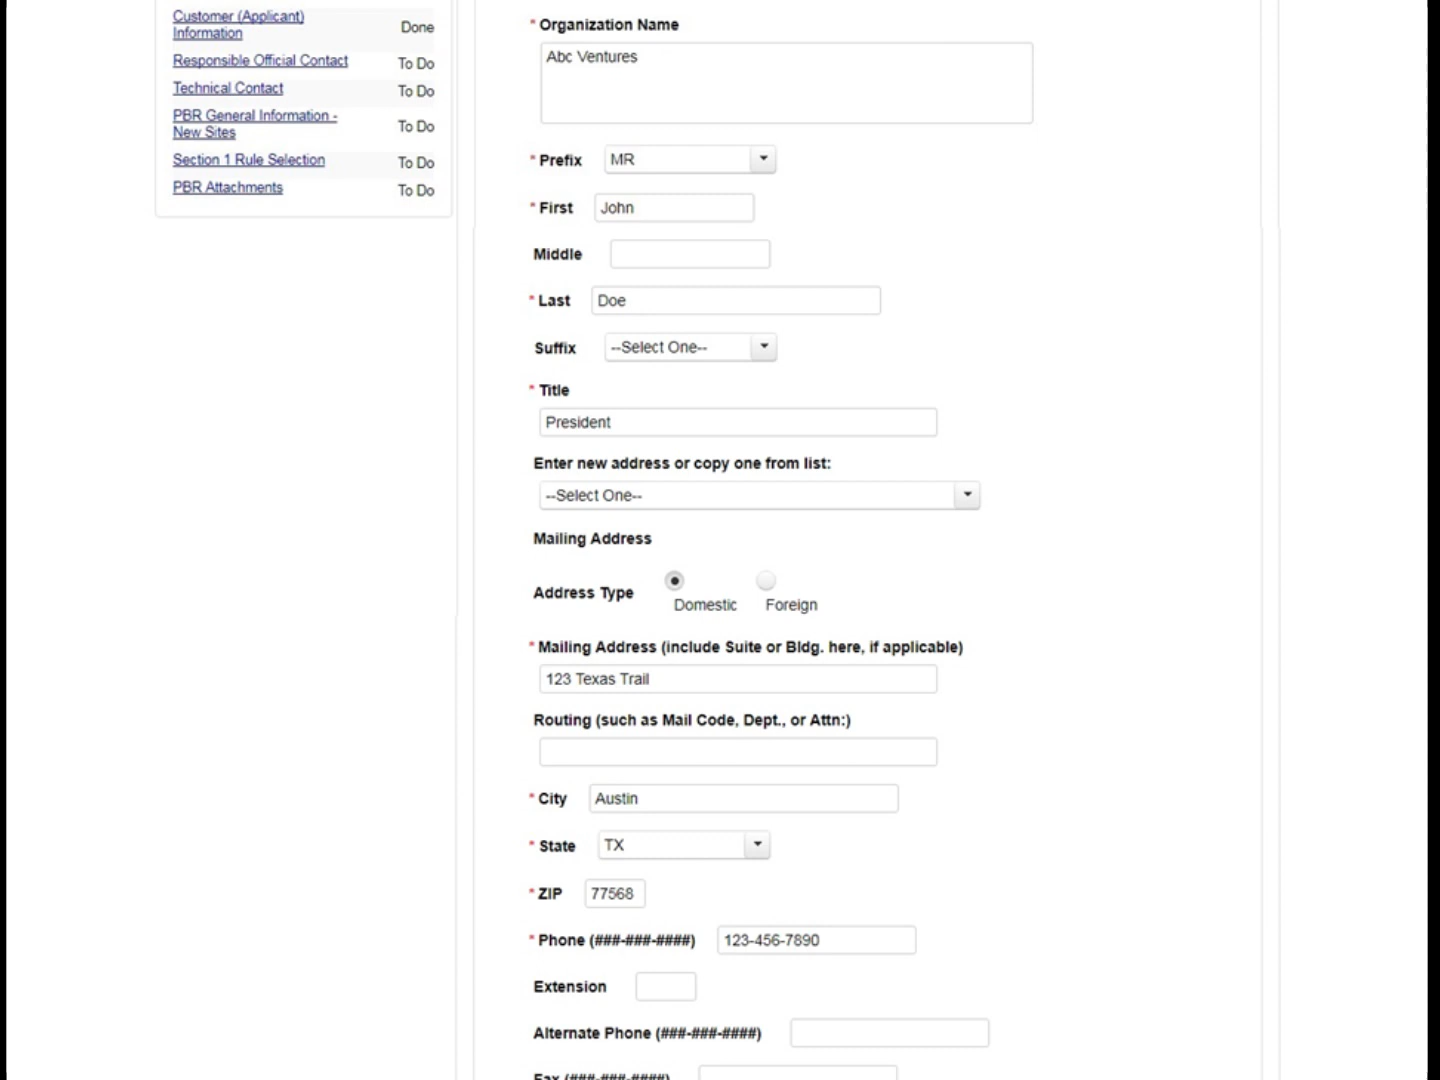 Customer (Applicant)
Information
Done
Responsible Official Contact
To Do
Technical Contact
To Do
PBR General Information -
New Sites
To Do
Section 1 Rule Selection
To Do
PBR Attachments
To Do
* Organization Name
Abc Ventures
* Prefix MR
* First John
Middle
* Last Doe
Suffix --Select One--
* Title
President
Enter new address or copy one from list:
--Select One--
Mailing Address
Address Type
Domestic Foreign
* Mailing Address (include Suite or Bldg. here, if applicable)
123 Texas Trail
Routing (such as Mail Code, Dept., or Attn:)
* City Austin
* State TX
* ZIP 77568
* Phone (###-###-####) 123-456-7890
Extension
Alternate Phone (###-###-####)
Fax (###-###-####)